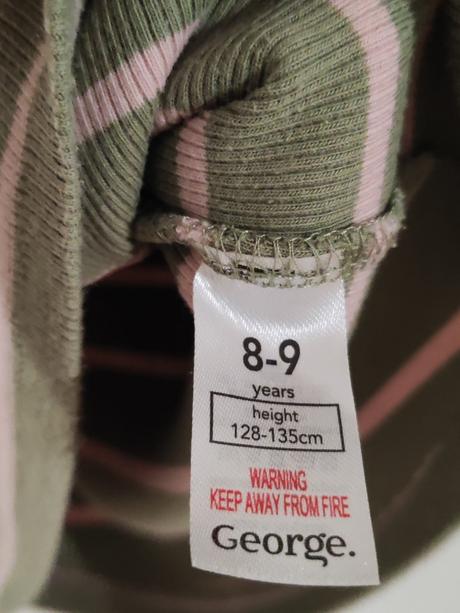 8-9
years
height
128-135cm
WARNING
KEEP AWAY FROM FIRE
George.